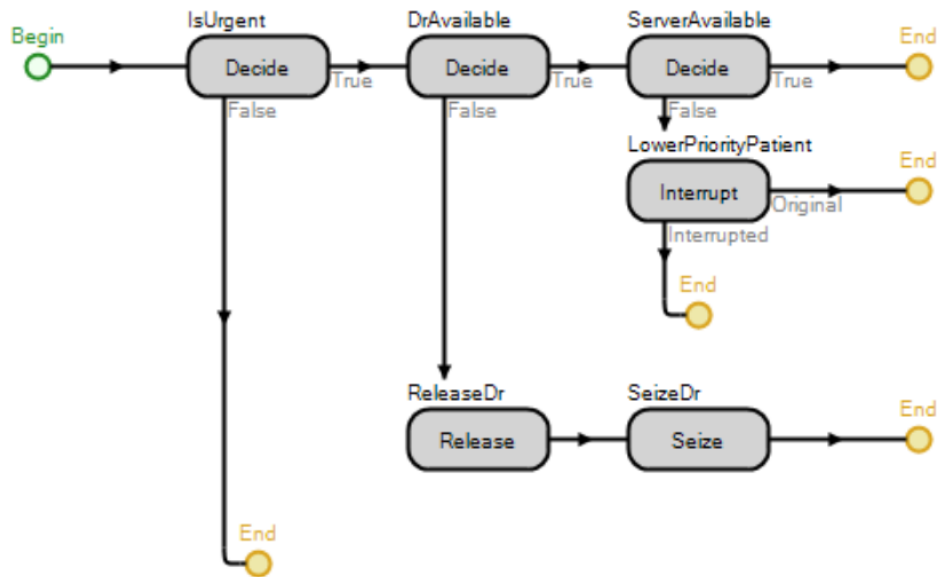 IsUrgent
DrAvailable
ServerAvailable
Begin
End
Decide
Decide
Decide
True
True
True
False
False
False
LowerPriorityPatient
End
Interrupt
Original
Interrupted
End
ReleaseDr
SeizeDr
End
Release
Seize
End